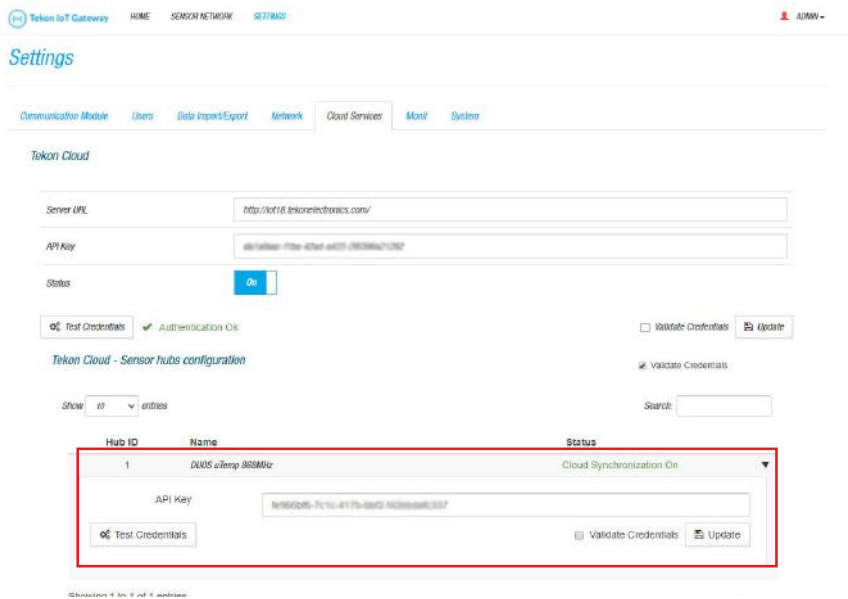 Tekon IoT Gateway HOME SENSOR NETWORK SETTINGS ADMIN
Settings
Communication Module Users Data Import/Export Network Cloud Services Monit System
Tekon Cloud
Server URL http://iot18.tekonelectronics.com/
API Key
Status On
Test Credentials Authentication Ok Validate Credentials Update
Tekon Cloud - Sensor hubs configuration
Validate Credentials
Show 10 entries Search:
Hub ID Name Status
1 DUOS uTemp 868MHz Cloud Synchronization On
API Key
Test Credentials Validate Credentials Update
Showing 1 to 1 of 1 entries